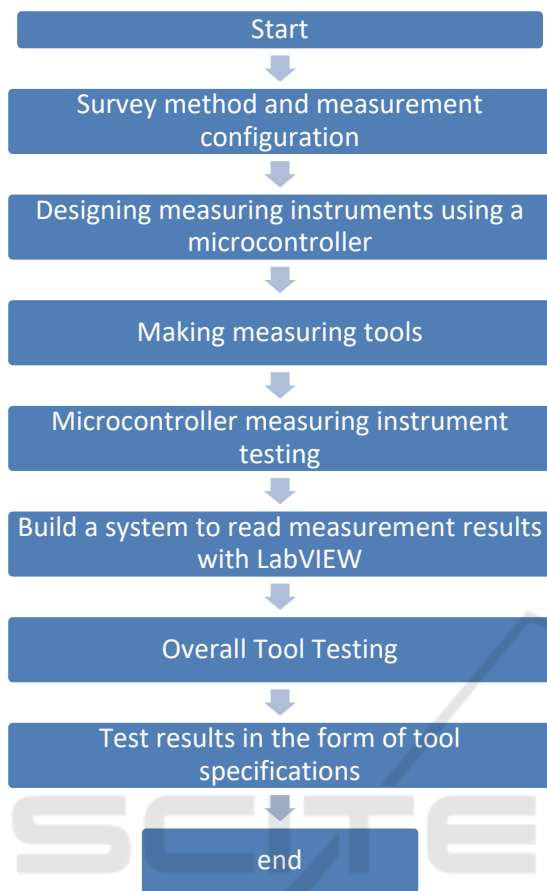 Start
Survey method and measurement
configuration
Designing measuring instruments using a
microcontroller
Making measuring tools
Microcontroller measuring instrument
testing
Build a system to read measurement results
with LabVIEW
Overall Tool Testing
Test results in the form of tool
specifications
SCITE
end